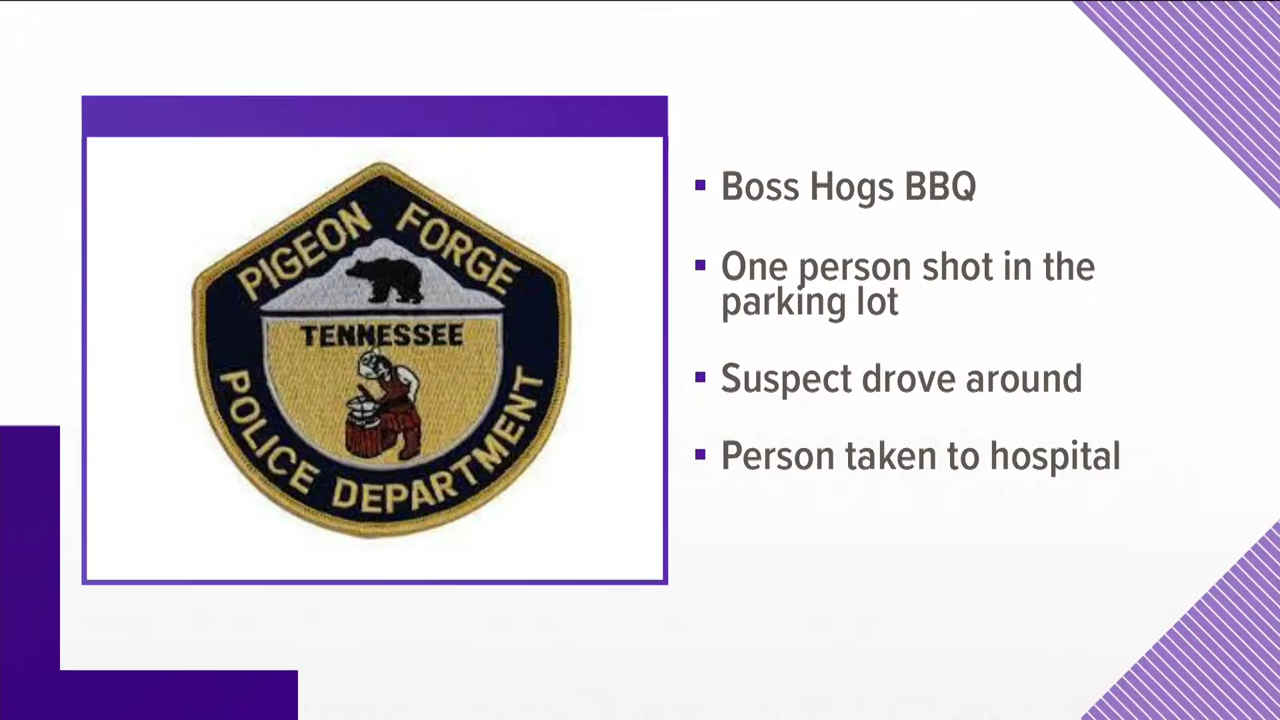 PIGEON FORGE
TENNESSEE
POLICE DEPARTMENT
Boss Hogs BBQ
One person shot in the
parking lot
Suspect drove around
Person taken to hospital